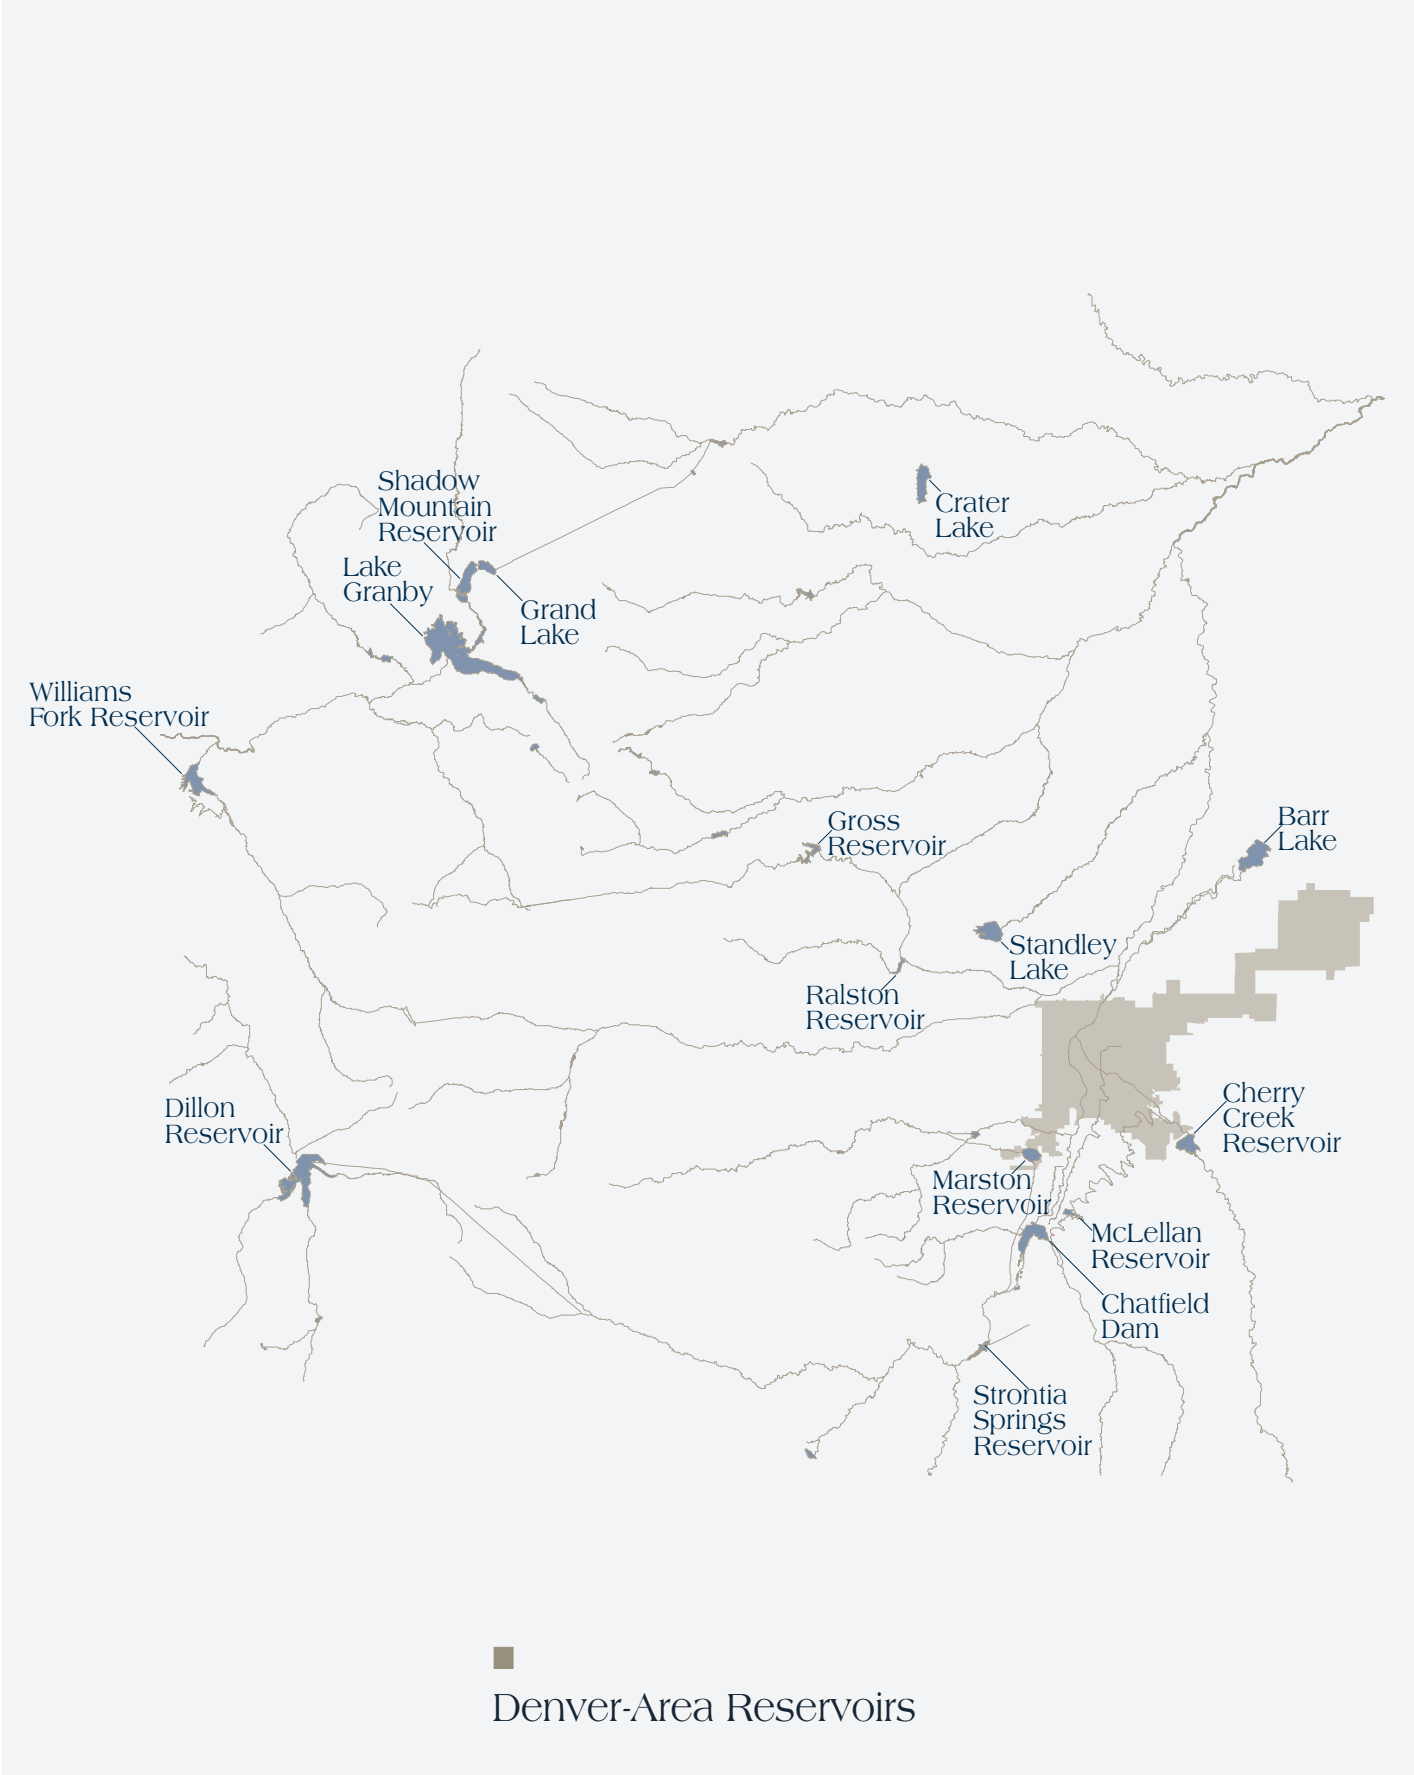 Shadow
Mountain
Reservoir
Crater
Lake
Lake
Granby
Grand
Lake
Williams
Fork Reservoir
Gross
Reservoir
Barr
Lake
Standley
Lake
Ralston
Reservoir
Dillon
Reservoir
Cherry
Creek
Reservoir
Marston
Reservoir
McLellan
Reservoir
Chatfield
Dam
Strontia
Springs
Reservoir
Denver-Area Reservoirs